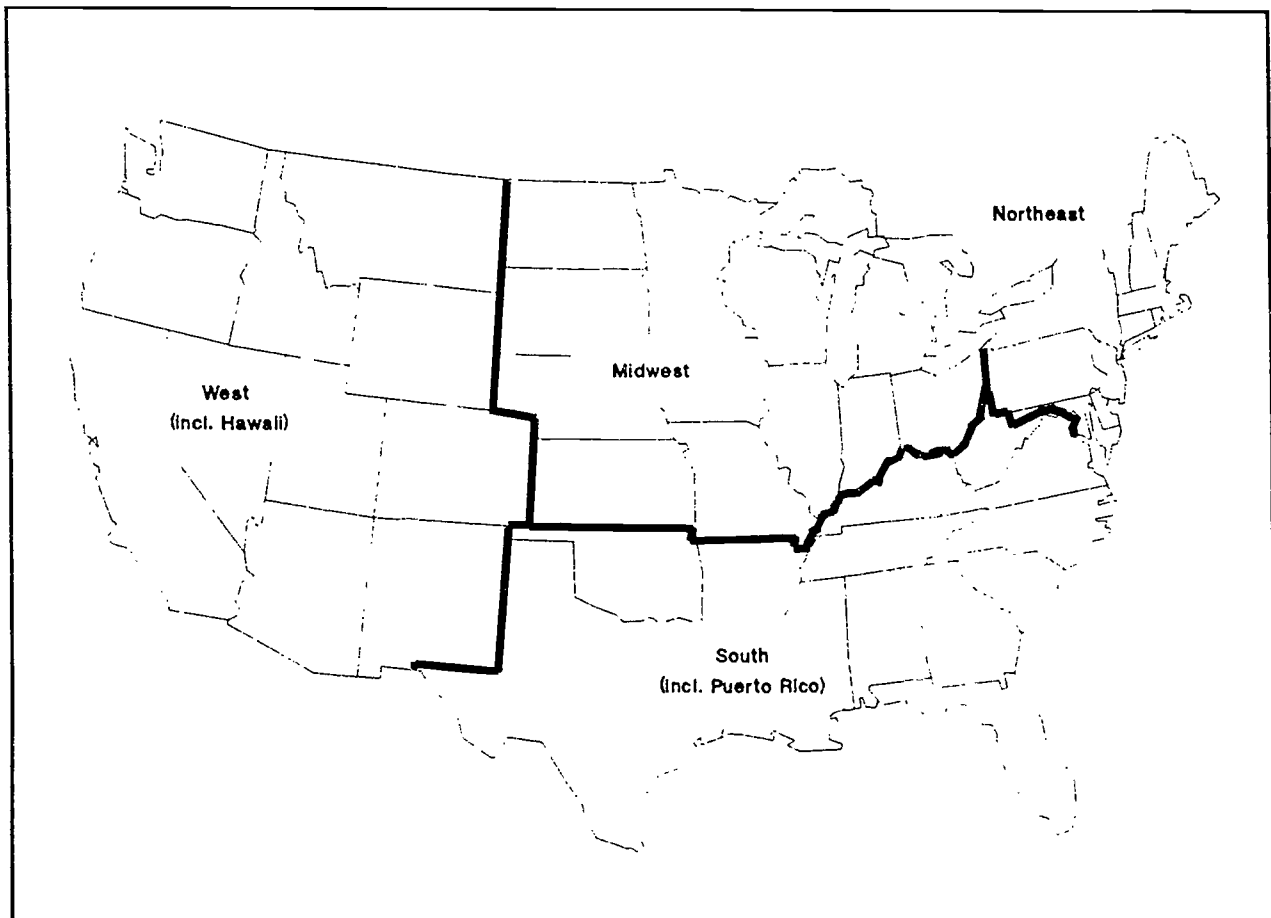 Northeast
Midwest
West
(incl. Hawaii)
South
(incl. Puerto Rico)